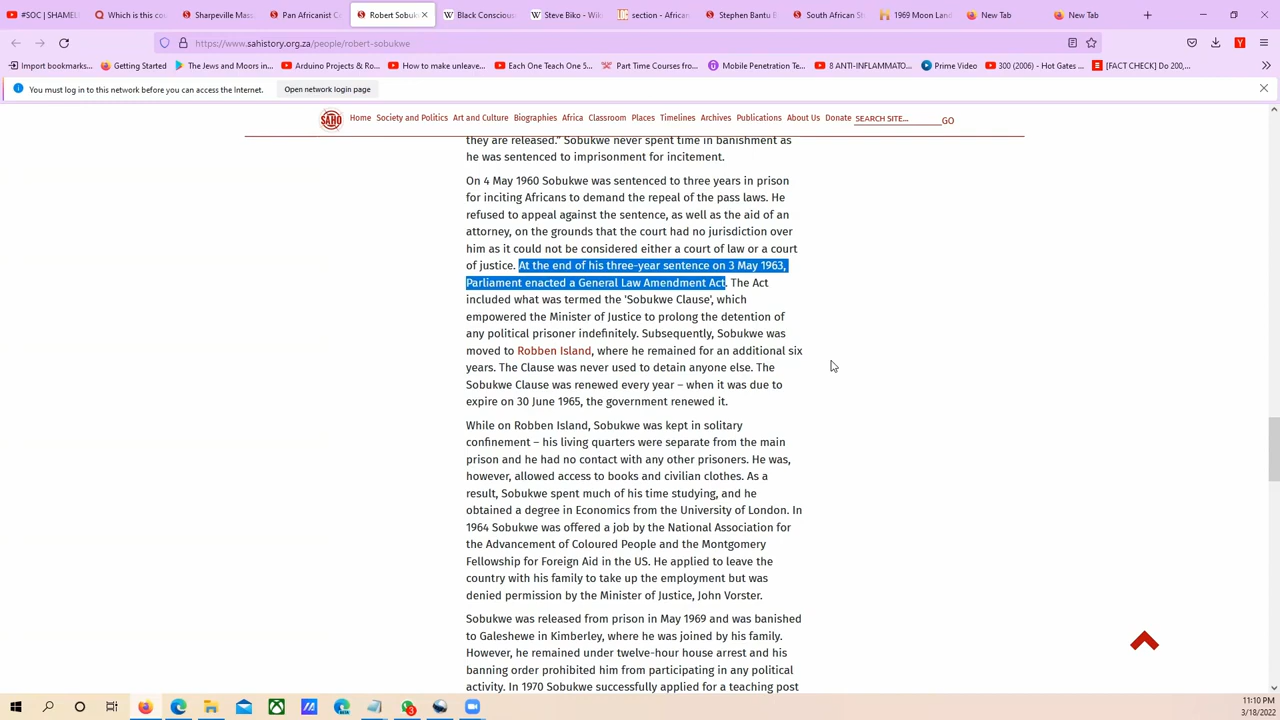 #SOC | SHAMEL
Which is this co
Sharpeville Mass
Pan Africanist C
Robert Sobuk
Black Conscious
Steve Biko - Wik
section - African
Stephen Bantu B
South African St
1969 Moon Land
New Tab
New Tab
https://www.sahistory.org.za/people/robert-sobukwe
Import bookmarks...
Getting Started
The Jews and Moors in...
Arduino Projects & Ro...
How to make unleave...
Each One Teach One 5...
Part Time Courses from...
Mobile Penetration Te...
8 ANTI-INFLAMMATO...
Prime Video
300 (2006) - Hot Gates ...
[FACT CHECK] Do 200,...
You must log in to this network before you can access the Internet.
Open network login page
SAHO
Home
Society and Politics
Art and Culture
Biographies
Africa
Classroom
Places
Timelines
Archives
Publications
About Us
Donate
SEARCH SITE...
GO
they are released.” Sobukwe never spent time in banishment as
he was sentenced to imprisonment for incitement.
On 4 May 1960 Sobukwe was sentenced to three years in prison
for inciting Africans to demand the repeal of the pass laws. He
refused to appeal against the sentence, as well as the aid of an
attorney, on the grounds that the court had no jurisdiction over
him as it could not be considered either a court of law or a court
of justice. At the end of his three-year sentence on 3 May 1963,
Parliament enacted a General Law Amendment Act. The Act
included what was termed the 'Sobukwe Clause', which
empowered the Minister of Justice to prolong the detention of
any political prisoner indefinitely. Subsequently, Sobukwe was
moved to Robben Island, where he remained for an additional six
years. The Clause was never used to detain anyone else. The
Sobukwe Clause was renewed every year – when it was due to
expire on 30 June 1965, the government renewed it.
While on Robben Island, Sobukwe was kept in solitary
confinement – his living quarters were separate from the main
prison and he had no contact with any other prisoners. He was,
however, allowed access to books and civilian clothes. As a
result, Sobukwe spent much of his time studying, and he
obtained a degree in Economics from the University of London. In
1964 Sobukwe was offered a job by the National Association for
the Advancement of Coloured People and the Montgomery
Fellowship for Foreign Aid in the US. He applied to leave the
country with his family to take up the employment but was
denied permission by the Minister of Justice, John Vorster.
Sobukwe was released from prison in May 1969 and was banished
to Galeshewe in Kimberley, where he was joined by his family.
However, he remained under twelve-hour house arrest and his
banning order prohibited him from participating in any political
activity. In 1970 Sobukwe successfully applied for a teaching post
11:10 PM
3/18/2022